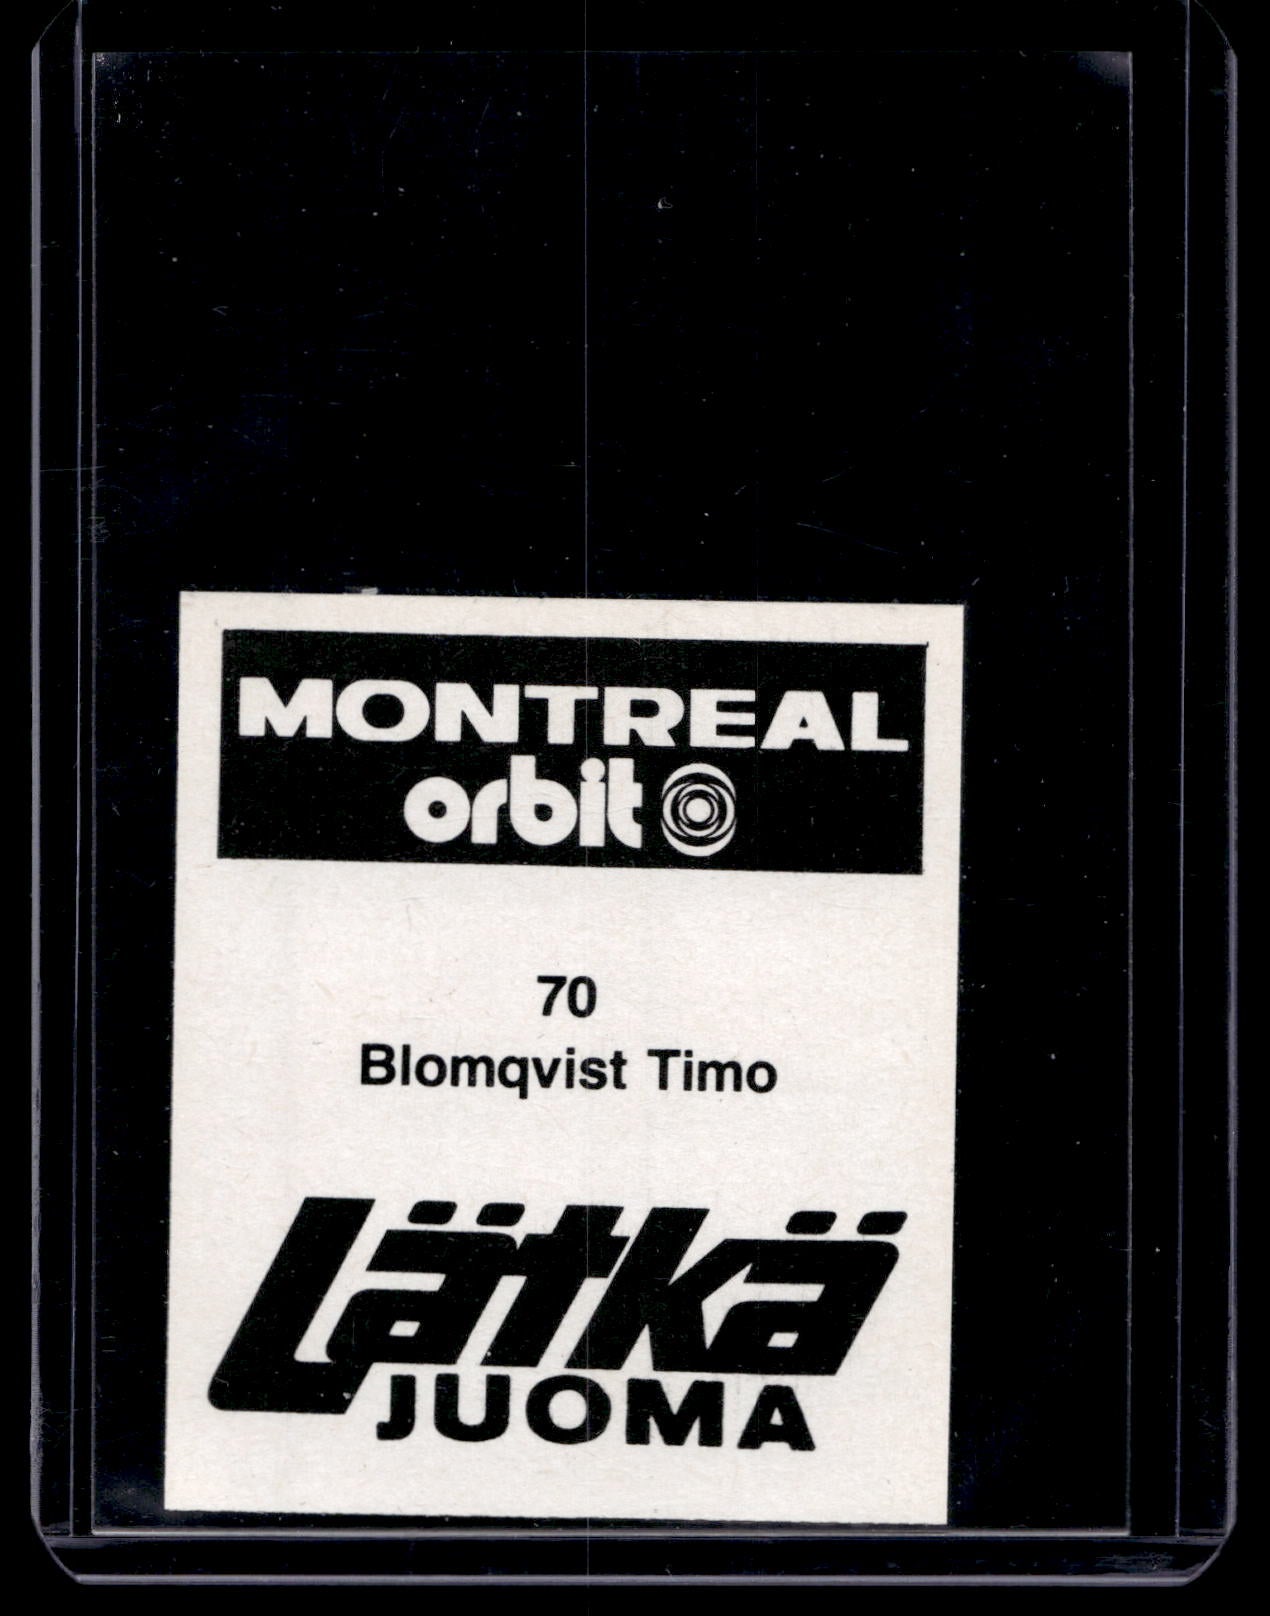 MONTREAL
orbit
70
Blomqvist Timo
Lätkä
JUOMA